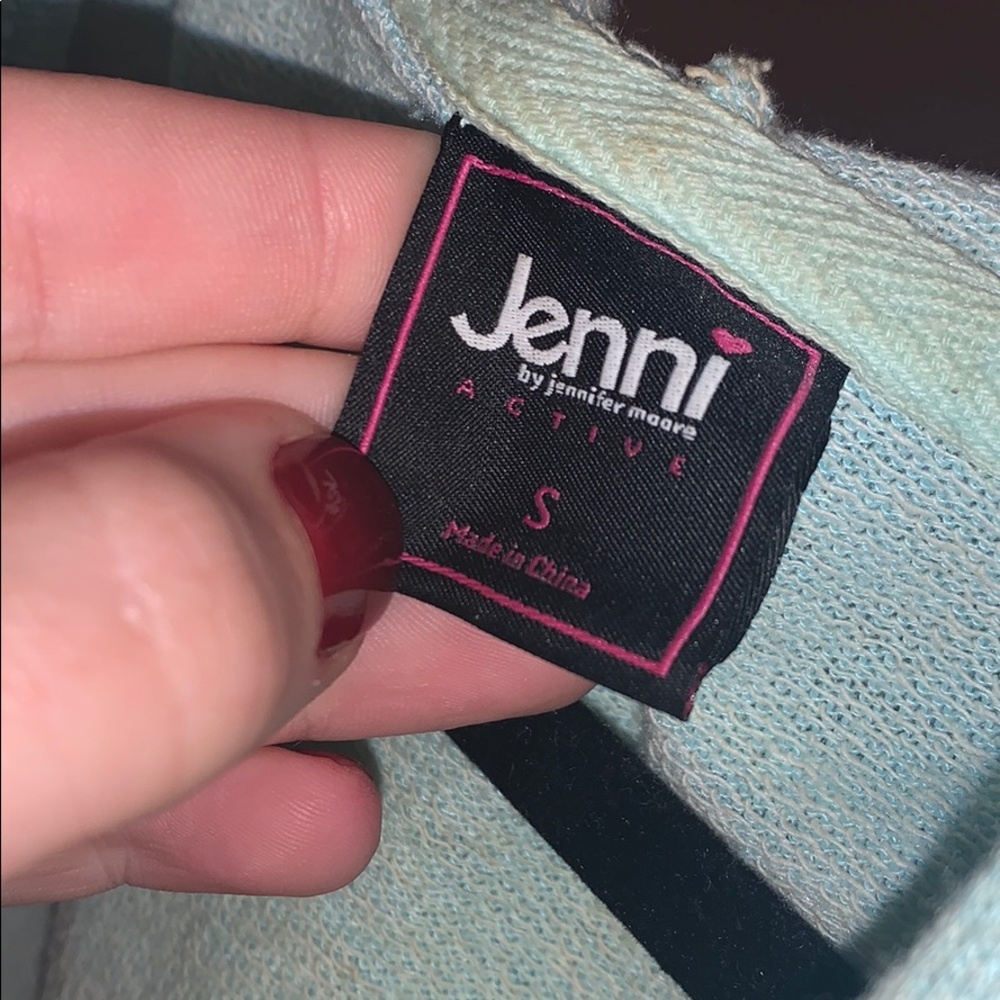 Jenni
by jennifer moore
ACTIVE
S
Made in China